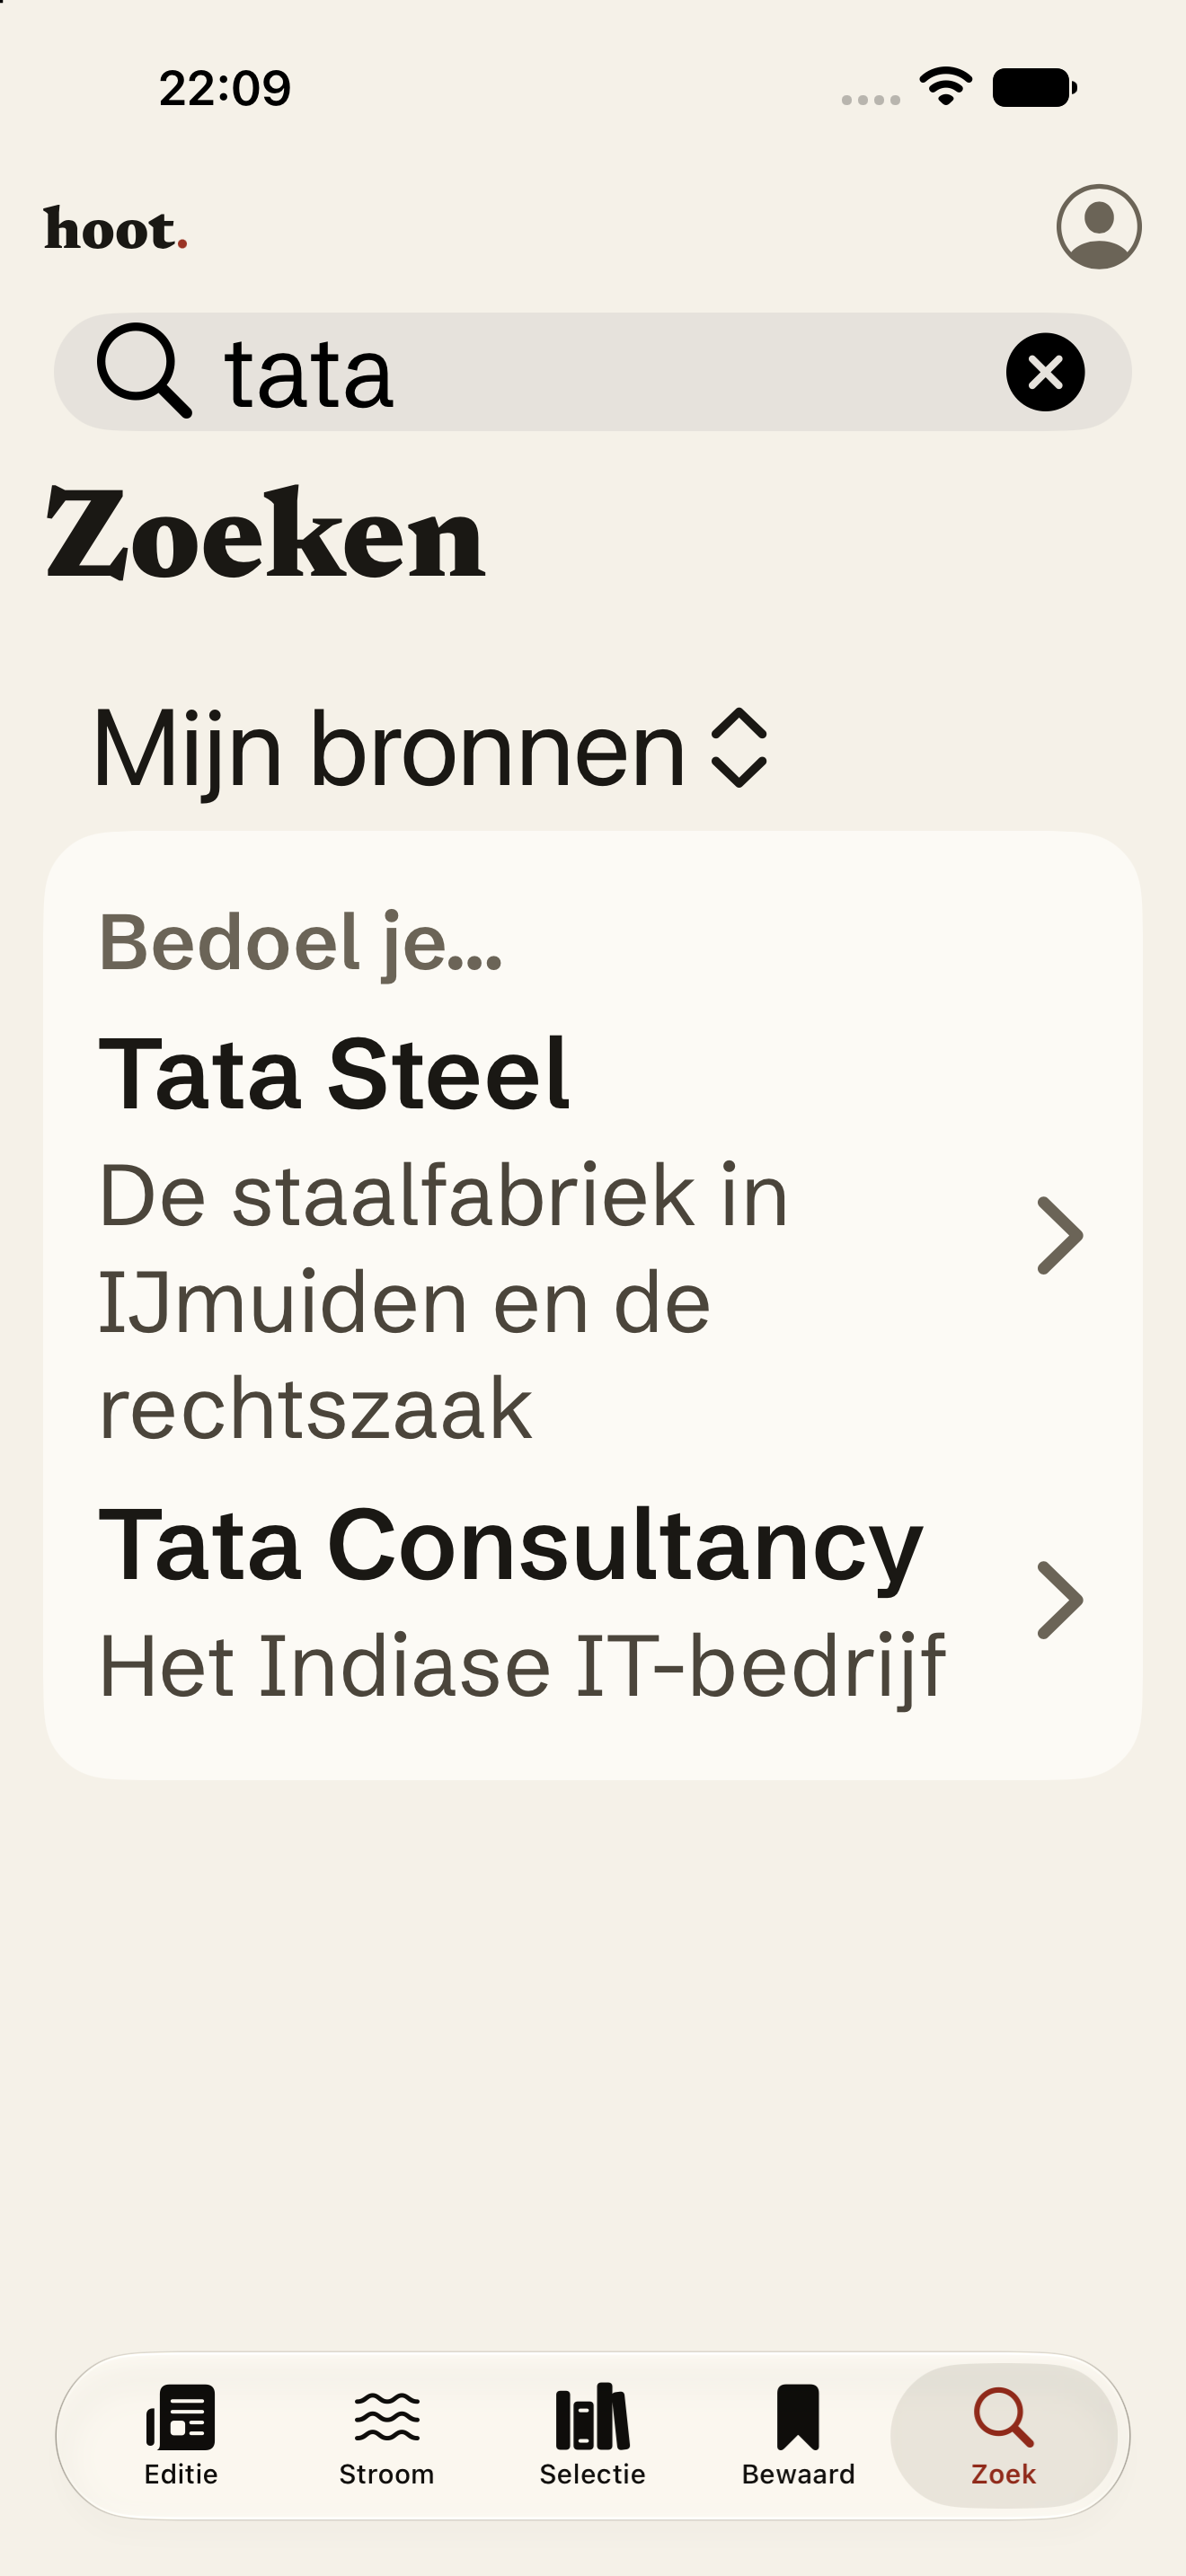 22:09
hoot.
tata
Zoeken
Mijn bronnen
Bedoel je...
Tata Steel
De staalfabriek in
IJmuiden en de
rechtszaak
Tata Consultancy
Het Indiase IT-bedrijf
Editie
Stroom
Selectie
Bewaard
Zoek